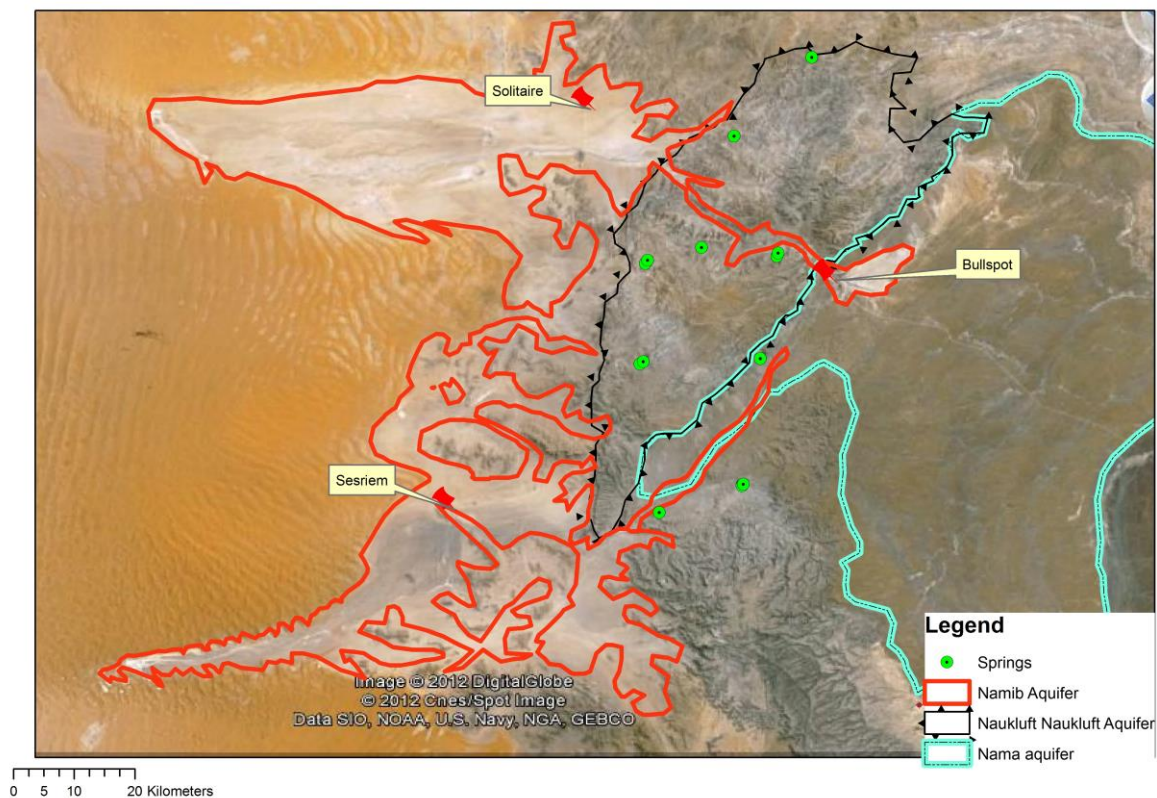 Solitaire
Bullspot
Sesriem
Image © 2012 DigitalGlobe
© 2012 Cnes/Spot Image
Data SIO, NOAA, U.S. Navy, NGA, GEBCO
Legend
Springs
Namib Aquifer
Naukluft Naukluft Aquifer
Nama aquifer
0 5 10 20 Kilometers